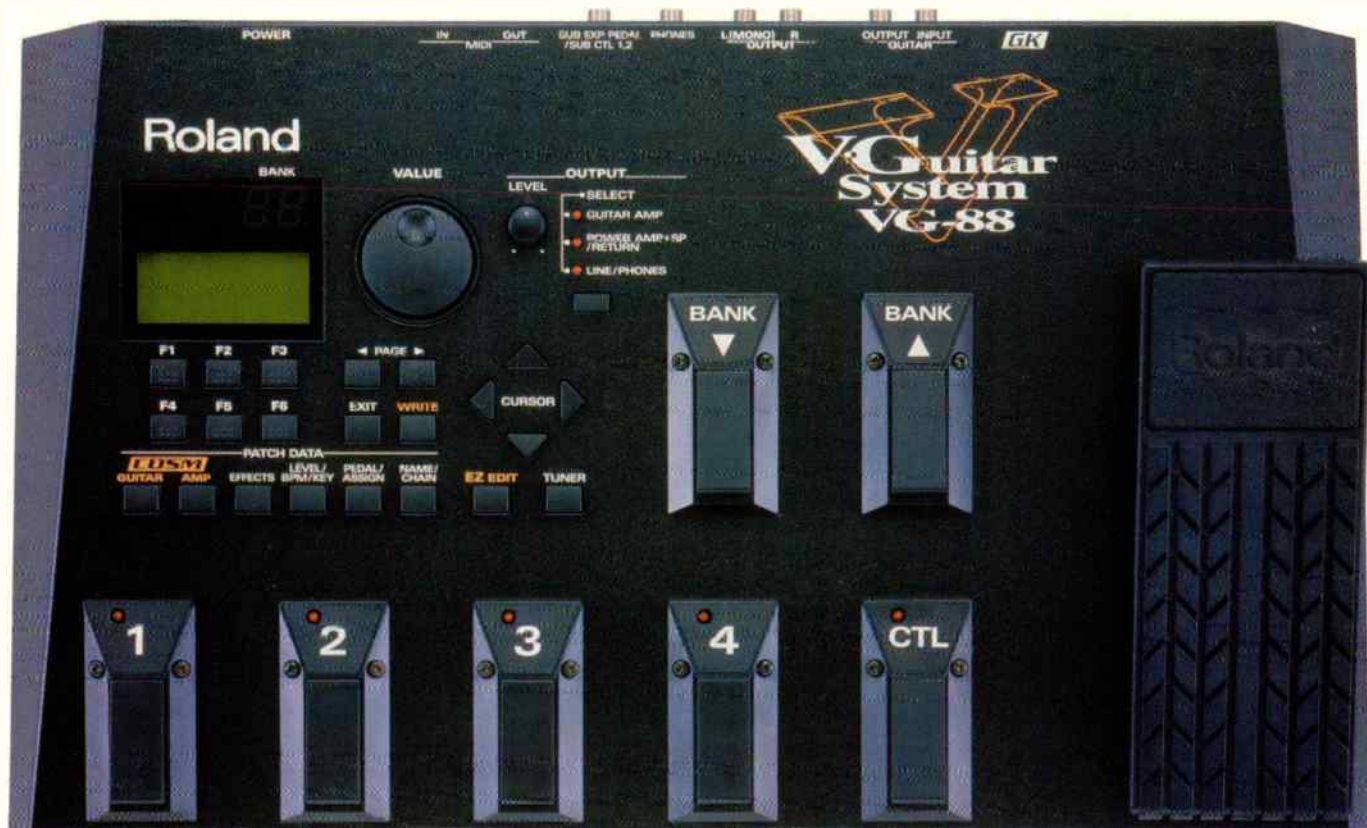 POWER
IN OUT
MIDI
SUB EXP PEDAL
/SUB CTL 1,2
PHONES
L(MONO) R
OUTPUT
OUTPUT INPUT
GUITAR
GK
Roland
BANK
VALUE
OUTPUT
LEVEL
SELECT
GUITAR AMP
POWER AMP+SP
/RETURN
LINE/PHONES
V-Guitar
System
VG-88
BANK
BANK
Roland
F1 F2 F3
◀ PAGE ▶
F4 F5 F6
EXIT WRITE
CURSOR
PATCH DATA
COSM
GUITAR AMP
EFFECTS
LEVEL/
BPM/KEY
PEDAL/
ASSIGN
NAME/
CHAIN
EZ EDIT
TUNER
1
2
3
4
CTL